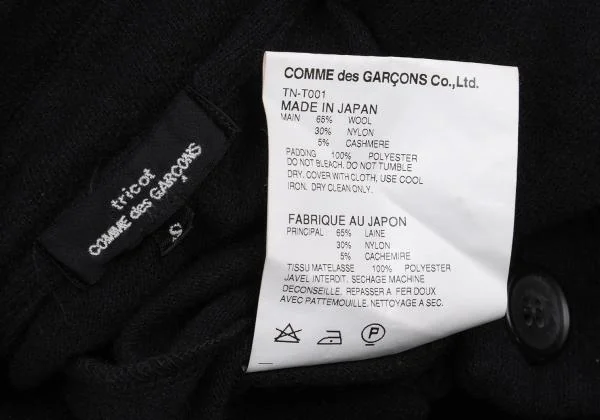 tricot
COMME des GARÇONS
S
COMME des GARÇONS Co.,Ltd.
TN-T001
MADE IN JAPAN
MAIN 65% WOOL
30% NYLON
5% CASHMERE
PADDING 100% POLYESTER
DO NOT BLEACH. DO NOT TUMBLE
DRY. COVER WITH CLOTH, USE COOL
IRON. DRY CLEAN ONLY.
FABRIQUE AU JAPON
PRINCIPAL 65% LAINE
30% NYLON
5% CACHEMIRE
TISSU MATELASSE 100% POLYESTER
JAVEL INTERDIT. SECHAGE MACHINE
DECONSEILLE. REPASSER A FER DOUX
AVEC PATTEMOUILLE. NETTOYAGE A SEC.
P